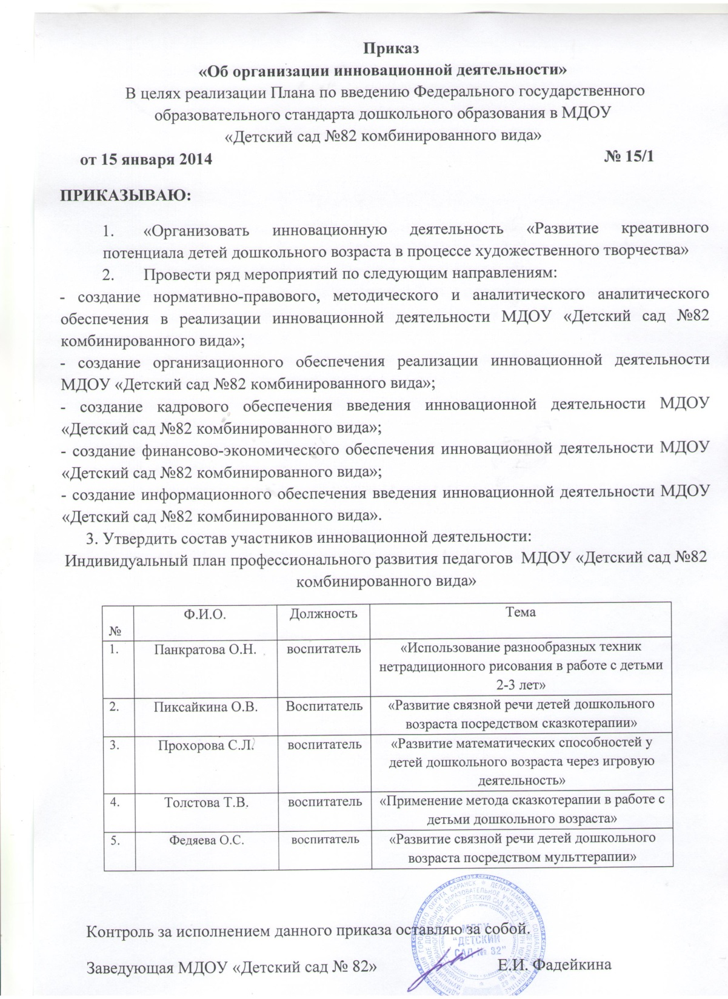 Приказ
«Об организации инновационной деятельности»
В целях реализации Плана по введению Федерального государственного
образовательного стандарта дошкольного образования в МДОУ
«Детский сад №82 комбинированного вида»
от 15 января 2014 № 15/1
ПРИКАЗЫВАЮ:
1. «Организовать инновационную деятельность «Развитие креативного
потенциала детей дошкольного возраста в процессе художественного творчества»
2. Провести ряд мероприятий по следующим направлениям:
- создание нормативно-правового, методического и аналитического аналитического
обеспечения в реализации инновационной деятельности МДОУ «Детский сад №82
комбинированного вида»;
- создание организационного обеспечения реализации инновационной деятельности
МДОУ «Детский сад №82 комбинированного вида»;
- создание кадрового обеспечения введения инновационной деятельности МДОУ
«Детский сад №82 комбинированного вида»;
- создание финансово-экономического обеспечения инновационной деятельности МДОУ
«Детский сад №82 комбинированного вида»;
- создание информационного обеспечения введения инновационной деятельности МДОУ
«Детский сад №82 комбинированного вида».
3. Утвердить состав участников инновационной деятельности:
Индивидуальный план профессионального развития педагогов МДОУ «Детский сад №82
комбинированного вида»
№ Ф.И.О. Должность Тема
1. Панкратова О.Н. воспитатель «Использование разнообразных техник
нетрадиционного рисования в работе с детьми
2-3 лет»
2. Пиксайкина О.В. Воспитатель «Развитие связной речи детей дошкольного
возраста посредством сказкотерапии»
3. Прохорова С.Л. воспитатель «Развитие математических способностей у
детей дошкольного возраста через игровую
деятельность»
4. Толстова Т.В. воспитатель «Применение метода сказкотерапии в работе с
детьми дошкольного возраста»
5. Федяева О.С. воспитатель «Развитие связной речи детей дошкольного
возраста посредством мульттерапии»
Контроль за исполнением данного приказа оставляю за собой.
Заведующая МДОУ «Детский сад № 82» Е.И. Фадейкина
МДОУ
"ДЕТСКИЙ
САД № 82"